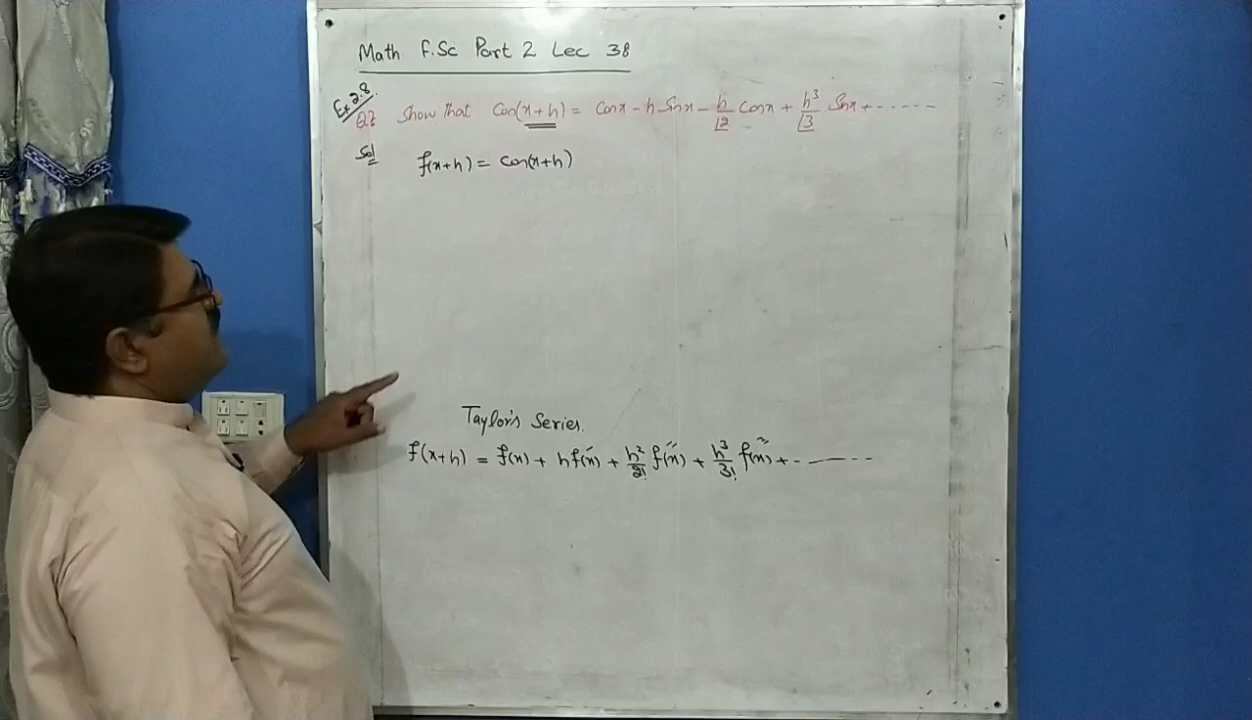 Math F.Sc Part 2 Lec 38
Ex 2.8
Q2 Show that Cos(x+h) = Cosx - h Sinx - h/⌊2 Cosx + h³/⌊3 Sinx + ------
Sol f(x+h) = Cos(x+h)
Taylor's Series.
f(x+h) = f(x) + hf′(x) + h²/2! f″(x) + h³/3! f‴(x) + - ---- - -